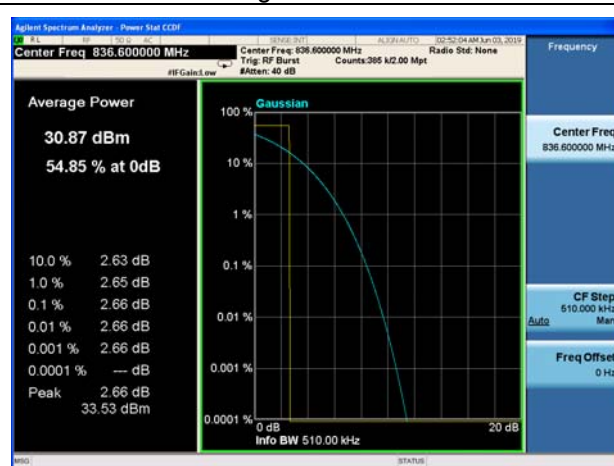 Agilent Spectrum Analyzer - Power Stat CCDF
RL RF 50 Ω AC SENSE:INT ALIGN AUTO 02:52:04 AM Jun 03, 2019
Center Freq 836.600000 MHz
Center Freq: 836.600000 MHz Radio Std: None
Trig: RF Burst Counts:385 k/2.00 Mpt
#IFGain:Low #Atten: 40 dB
Frequency
Average Power
30.87 dBm
54.85 % at 0dB
10.0 % 2.63 dB
1.0 % 2.65 dB
0.1 % 2.66 dB
0.01 % 2.66 dB
0.001 % 2.66 dB
0.0001 % --- dB
Peak 2.66 dB
33.53 dBm
Gaussian
100 %
10 %
1 %
0.1 %
0.01 %
0.001 %
0.0001 %
0 dB 20 dB
Info BW 510.00 kHz
Center Freq
836.600000 MHz
CF Step
510.000 kHz
Auto Man
Freq Offset
0 Hz
MSG STATUS